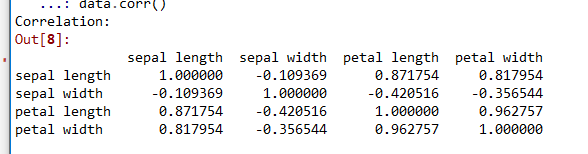 ...: data.corr()
Correlation:
Out[8]:
sepal length sepal width petal length petal width
sepal length 1.000000 -0.109369 0.871754 0.817954
sepal width -0.109369 1.000000 -0.420516 -0.356544
petal length 0.871754 -0.420516 1.000000 0.962757
petal width 0.817954 -0.356544 0.962757 1.000000